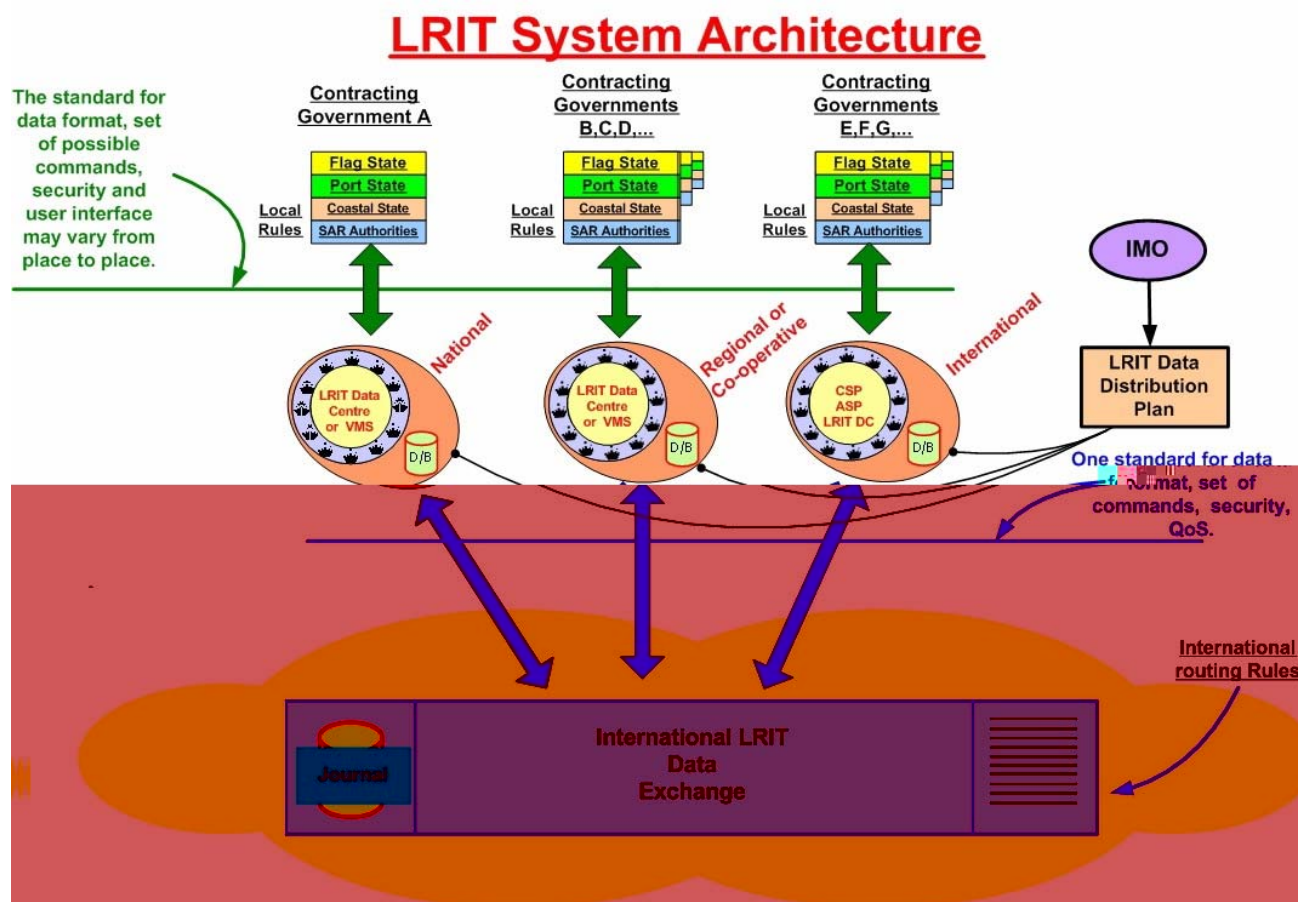 LRIT System Architecture
The standard for
data format, set
of possible
commands,
security and
user interface
may vary from
place to place.
Contracting
Government A
Contracting
Governments
B,C,D,...
Contracting
Governments
E,F,G,...
Local
Rules
Flag State
Port State
Coastal State
SAR Authorities
Local
Rules
Flag State
Port State
Coastal State
SAR Authorities
Local
Rules
Flag State
Port State
Coastal State
SAR Authorities
IMO
LRIT Data
Distribution
Plan
National
LRIT Data
Centre
or VMS
D/B
Regional or
Co-operative
LRIT Data
Centre
or VMS
D/B
International
CSP
ASP
LRIT DC
D/B
One standard for data
format, set of
commands, security,
QoS.
International
routing Rules
Journal
International LRIT
Data
Exchange